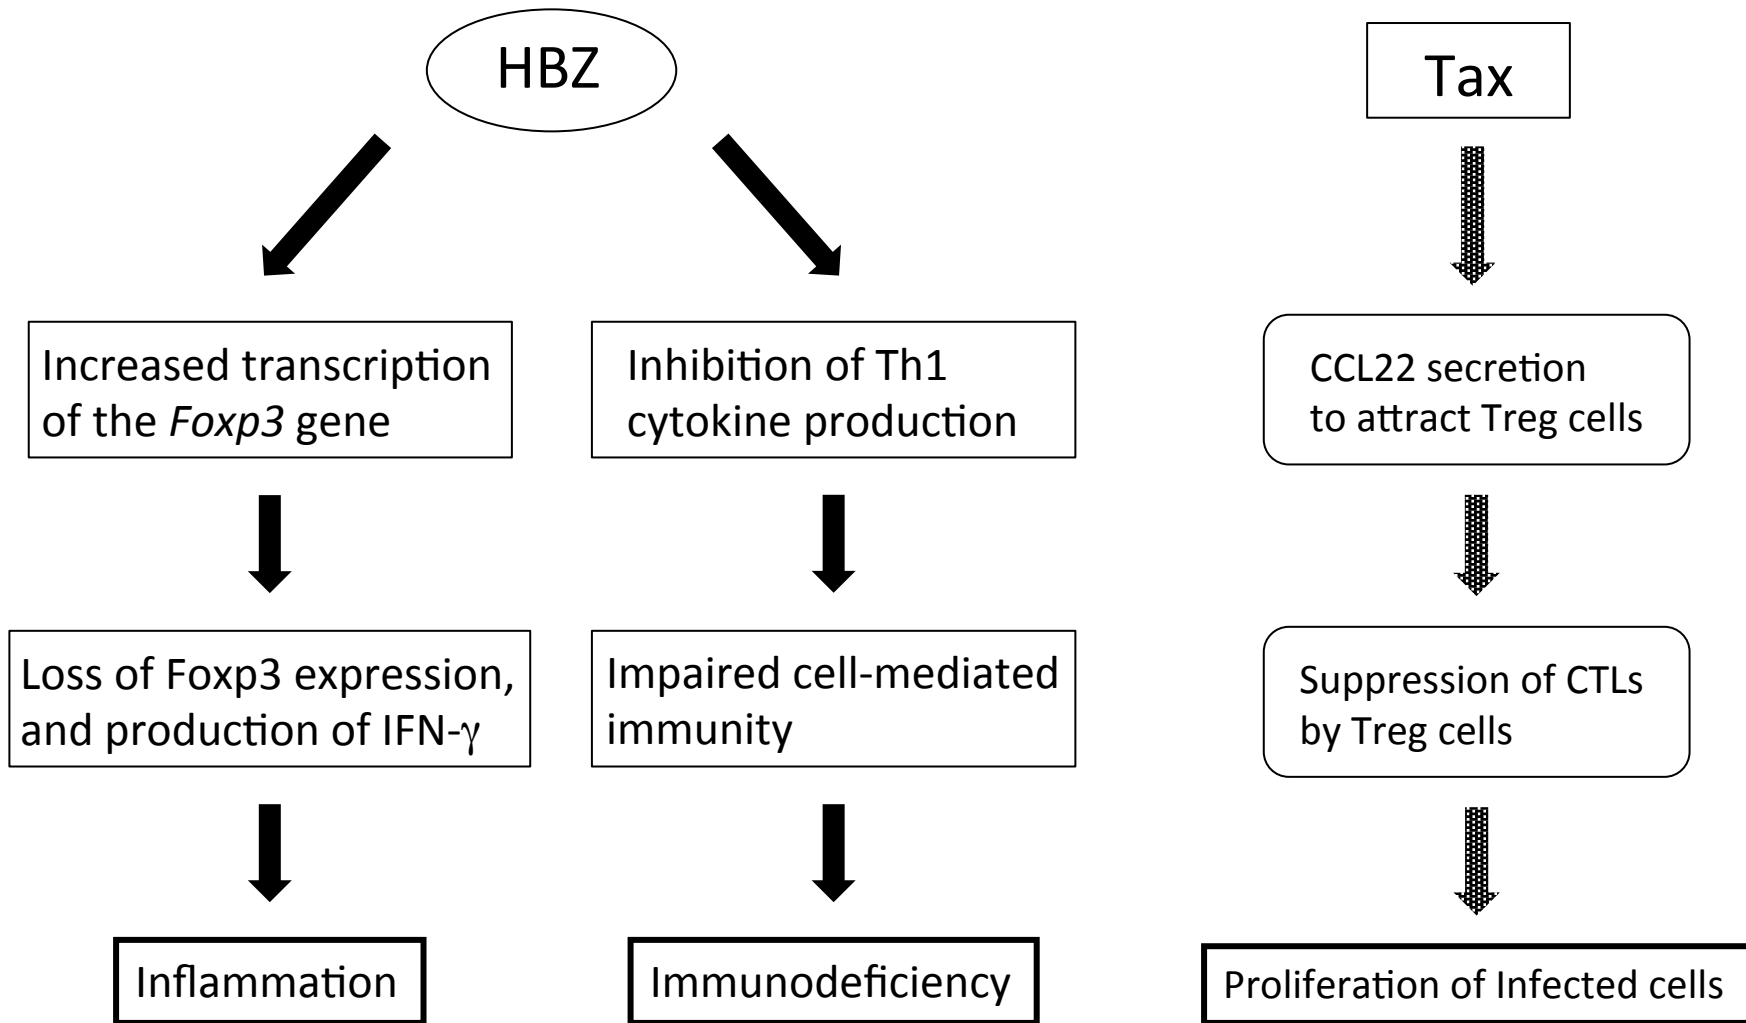 HBZ
Tax
Increased transcription
of the Foxp3 gene
Inhibition of Th1
cytokine production
CCL22 secretion
to attract Treg cells
Loss of Foxp3 expression,
and production of IFN-γ
Impaired cell-mediated
immunity
Suppression of CTLs
by Treg cells
Inflammation
Immunodeficiency
Proliferation of Infected cells